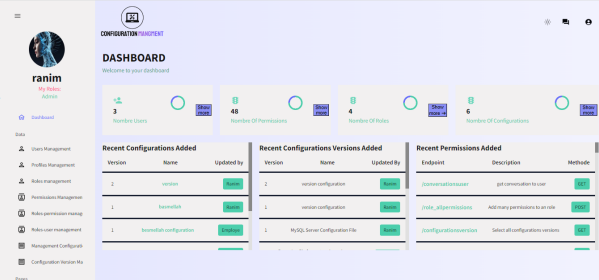 CONFIGURATION MANGMENT
ranim
My Roles:
Admin
Dashboard
Data
Users Management
Profiles Management
Roles management
Permissions Managemen
Roles-permission manag
Roles-user management
Management Configurati
Configuration Version Ma
Pages
DASHBOARD
Welcome to your dashboard
3
Nombre Users
Show more
48
Nombre Of Permissions
Show more
4
Nombre Of Roles
Show more →
6
Nombre Of Configurations
Show more
Recent Configurations Added
Version Name Updated by
2 version Ranim
1 baonollah Ranim
1 baonollah configuration Employe
Recent Configurations Versions Added
Version Name Updated By
2 version configuration Ranim
1 version configuration Ranim
1 MySQL Server Configuration File Ranim
Recent Permissions Added
Endpoint Description Methode
/conversationsuser get conversation to user GET
/role_allpermissions Add many permissions to an role POST
/configurationsversion Select all configurations versions GET